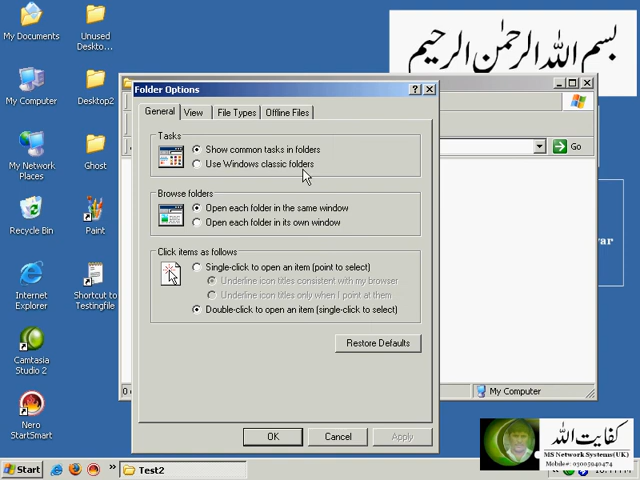 My Documents
Unused
Deskto...
My Computer
Desktop2
My Network
Places
Ghost
Recycle Bin
Paint
Internet
Explorer
Shortcut to
Testingfile
Camtasia
Studio 2
Nero
StartSmart
بسم اللہ الرحمٰن الرحیم
Folder Options
General
View
File Types
Offline Files
Tasks
Show common tasks in folders
Use Windows classic folders
Browse folders
Open each folder in the same window
Open each folder in its own window
Click items as follows
Single-click to open an item (point to select)
Underline icon titles consistent with my browser
Underline icon titles only when I point at them
Double-click to open an item (single-click to select)
Restore Defaults
OK
Cancel
Apply
Go
My Computer
کفایت اللہ
MS Network Systems(UK)
Mobilee: 03005040474
Start
Test2